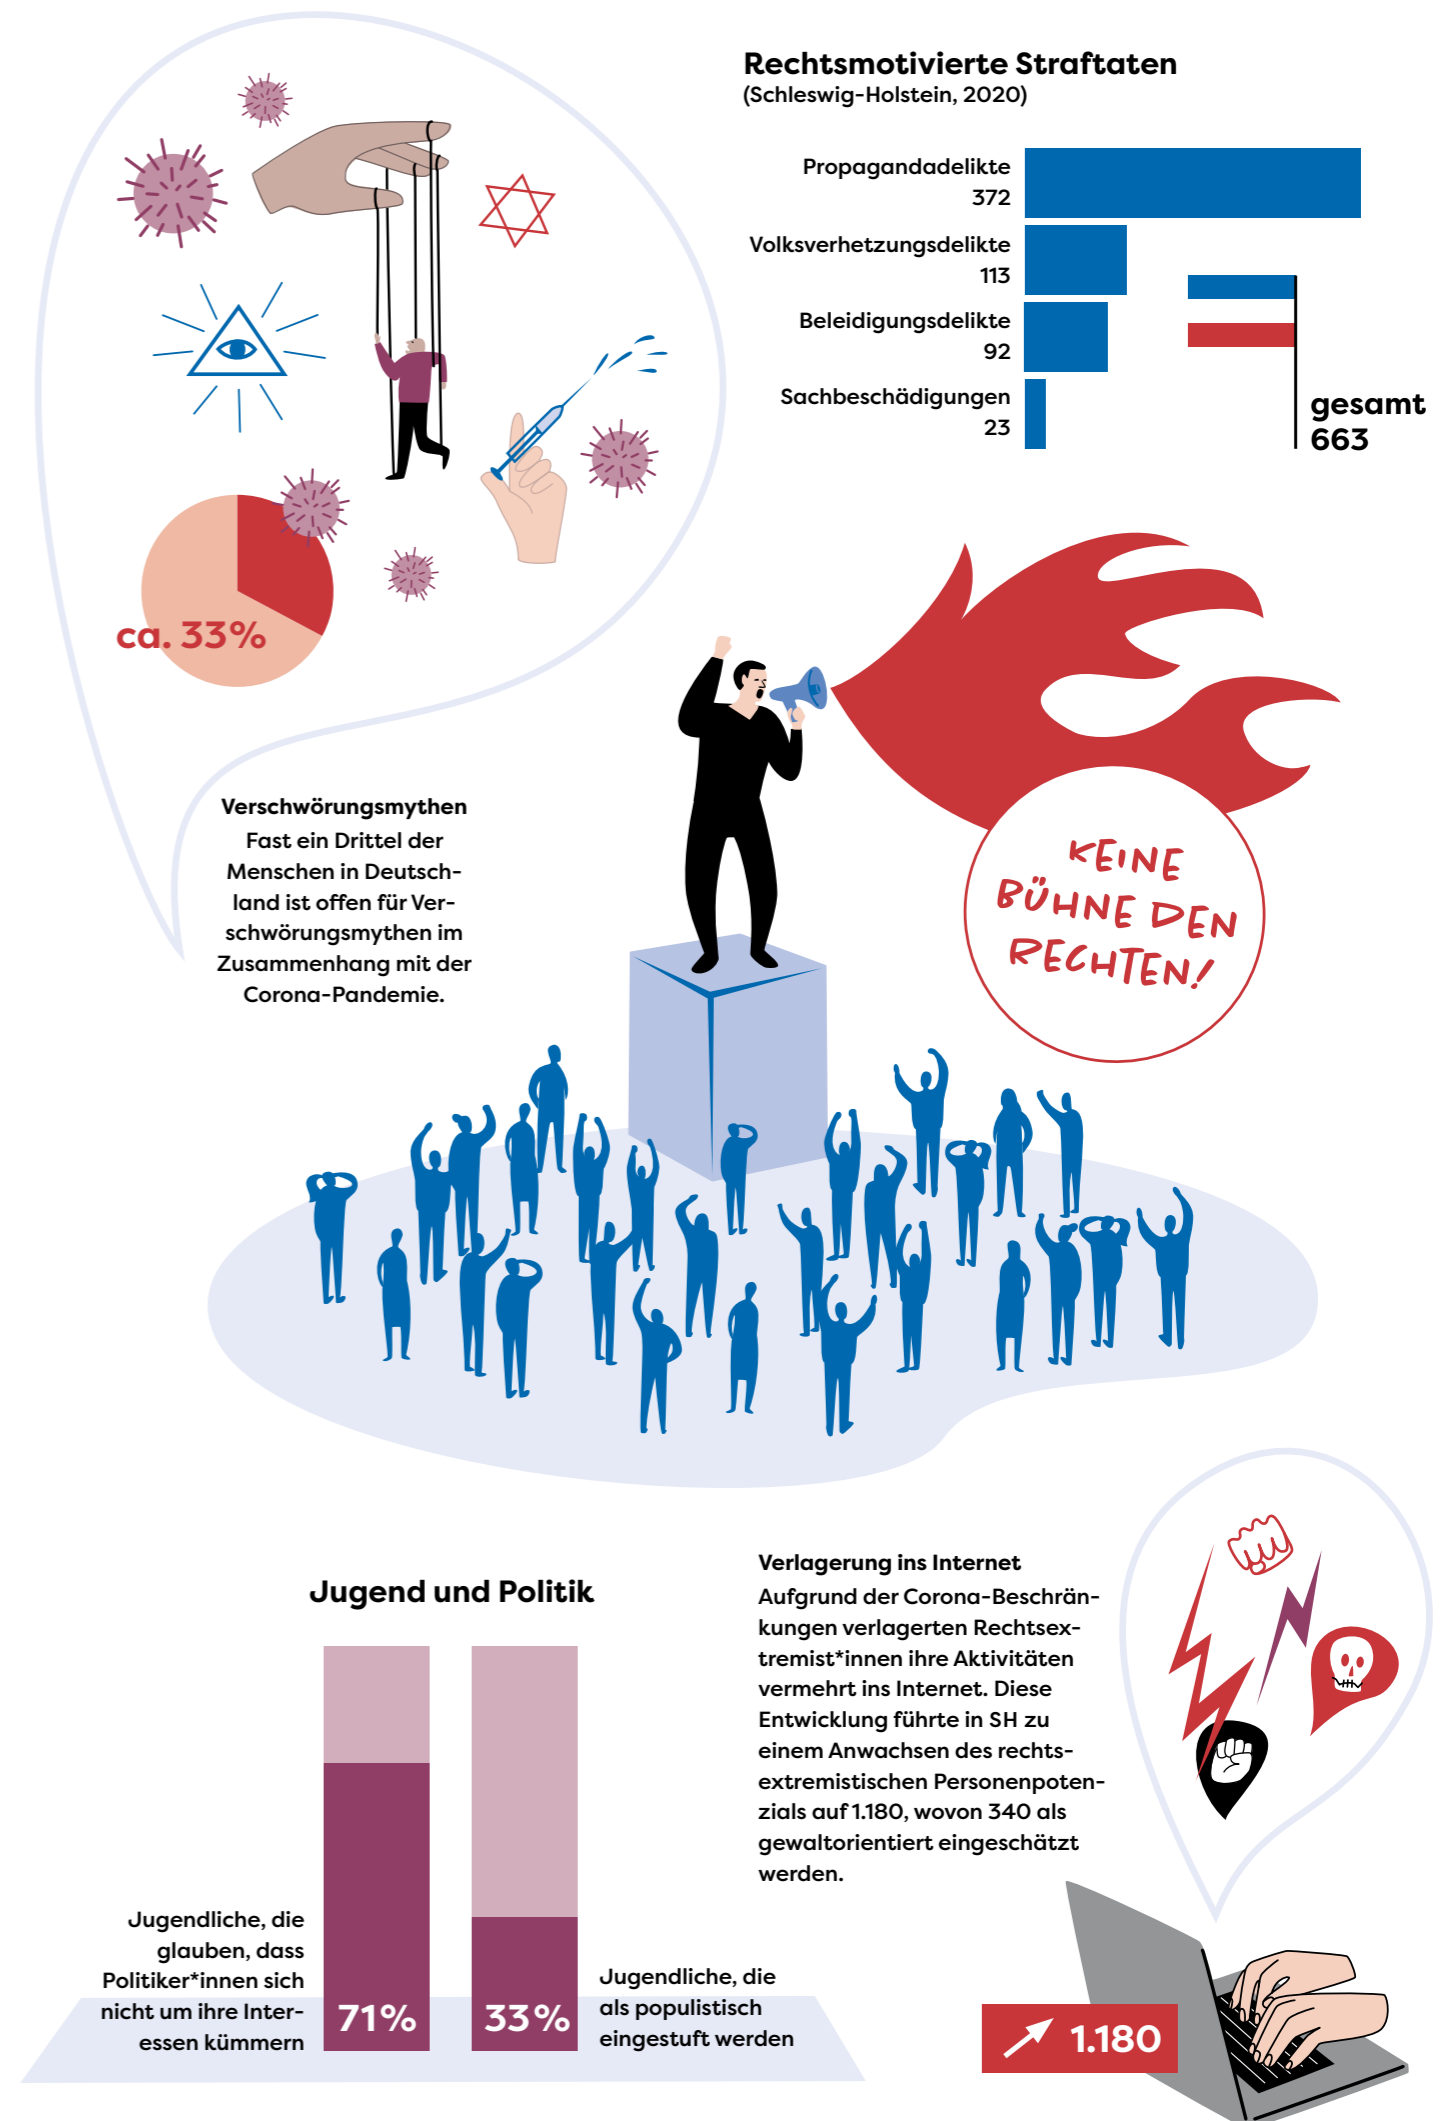 Rechtsmotivierte Straftaten
(Schleswig-Holstein, 2020)
Propagandadelikte
372
Volksverhetzungsdelikte
113
Beleidigungsdelikte
92
Sachbeschädigungen
23
gesamt
663
ca. 33%
Verschwörungsmythen
Fast ein Drittel der
Menschen in Deutsch-
land ist offen für Ver-
schwörungsmythen im
Zusammenhang mit der
Corona-Pandemie.
KEINE
BÜHNE DEN
RECHTEN!
Jugend und Politik
Jugendliche, die
glauben, dass
Politiker*innen sich
nicht um ihre Inter-
essen kümmern
71%
33%
Jugendliche, die
als populistisch
eingestuft werden
Verlagerung ins Internet
Aufgrund der Corona-Beschrän-
kungen verlagerten Rechtsex-
tremist*innen ihre Aktivitäten
vermehrt ins Internet. Diese
Entwicklung führte in SH zu
einem Anwachsen des rechts-
extremistischen Personenpoten-
zials auf 1.180, wovon 340 als
gewaltorientiert eingeschätzt
werden.
1.180